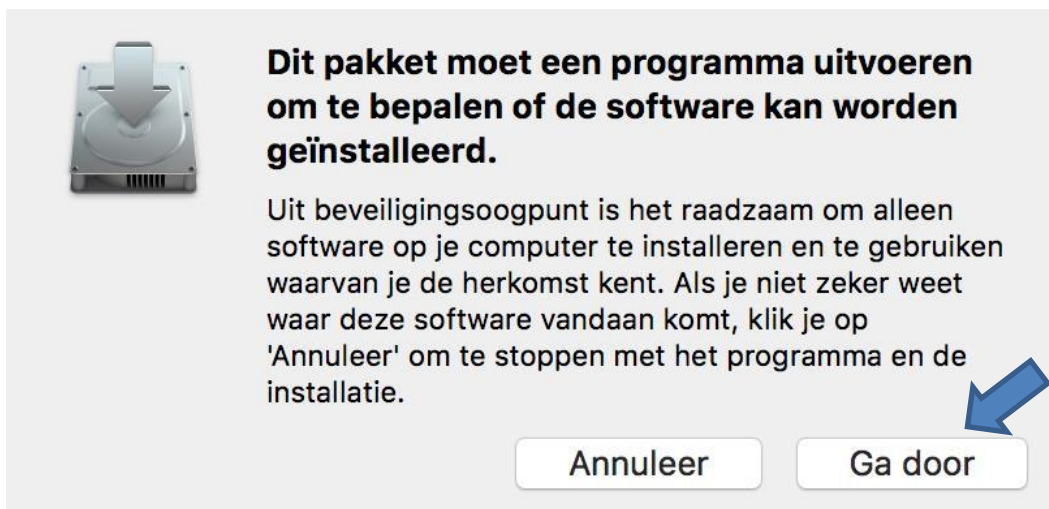 Dit pakket moet een programma uitvoeren
om te bepalen of de software kan worden
geïnstalleerd.
Uit beveiligingsoogpunt is het raadzaam om alleen
software op je computer te installeren en te gebruiken
waarvan je de herkomst kent. Als je niet zeker weet
waar deze software vandaan komt, klik je op
'Annuleer' om te stoppen met het programma en de
installatie.
Annuleer
Ga door